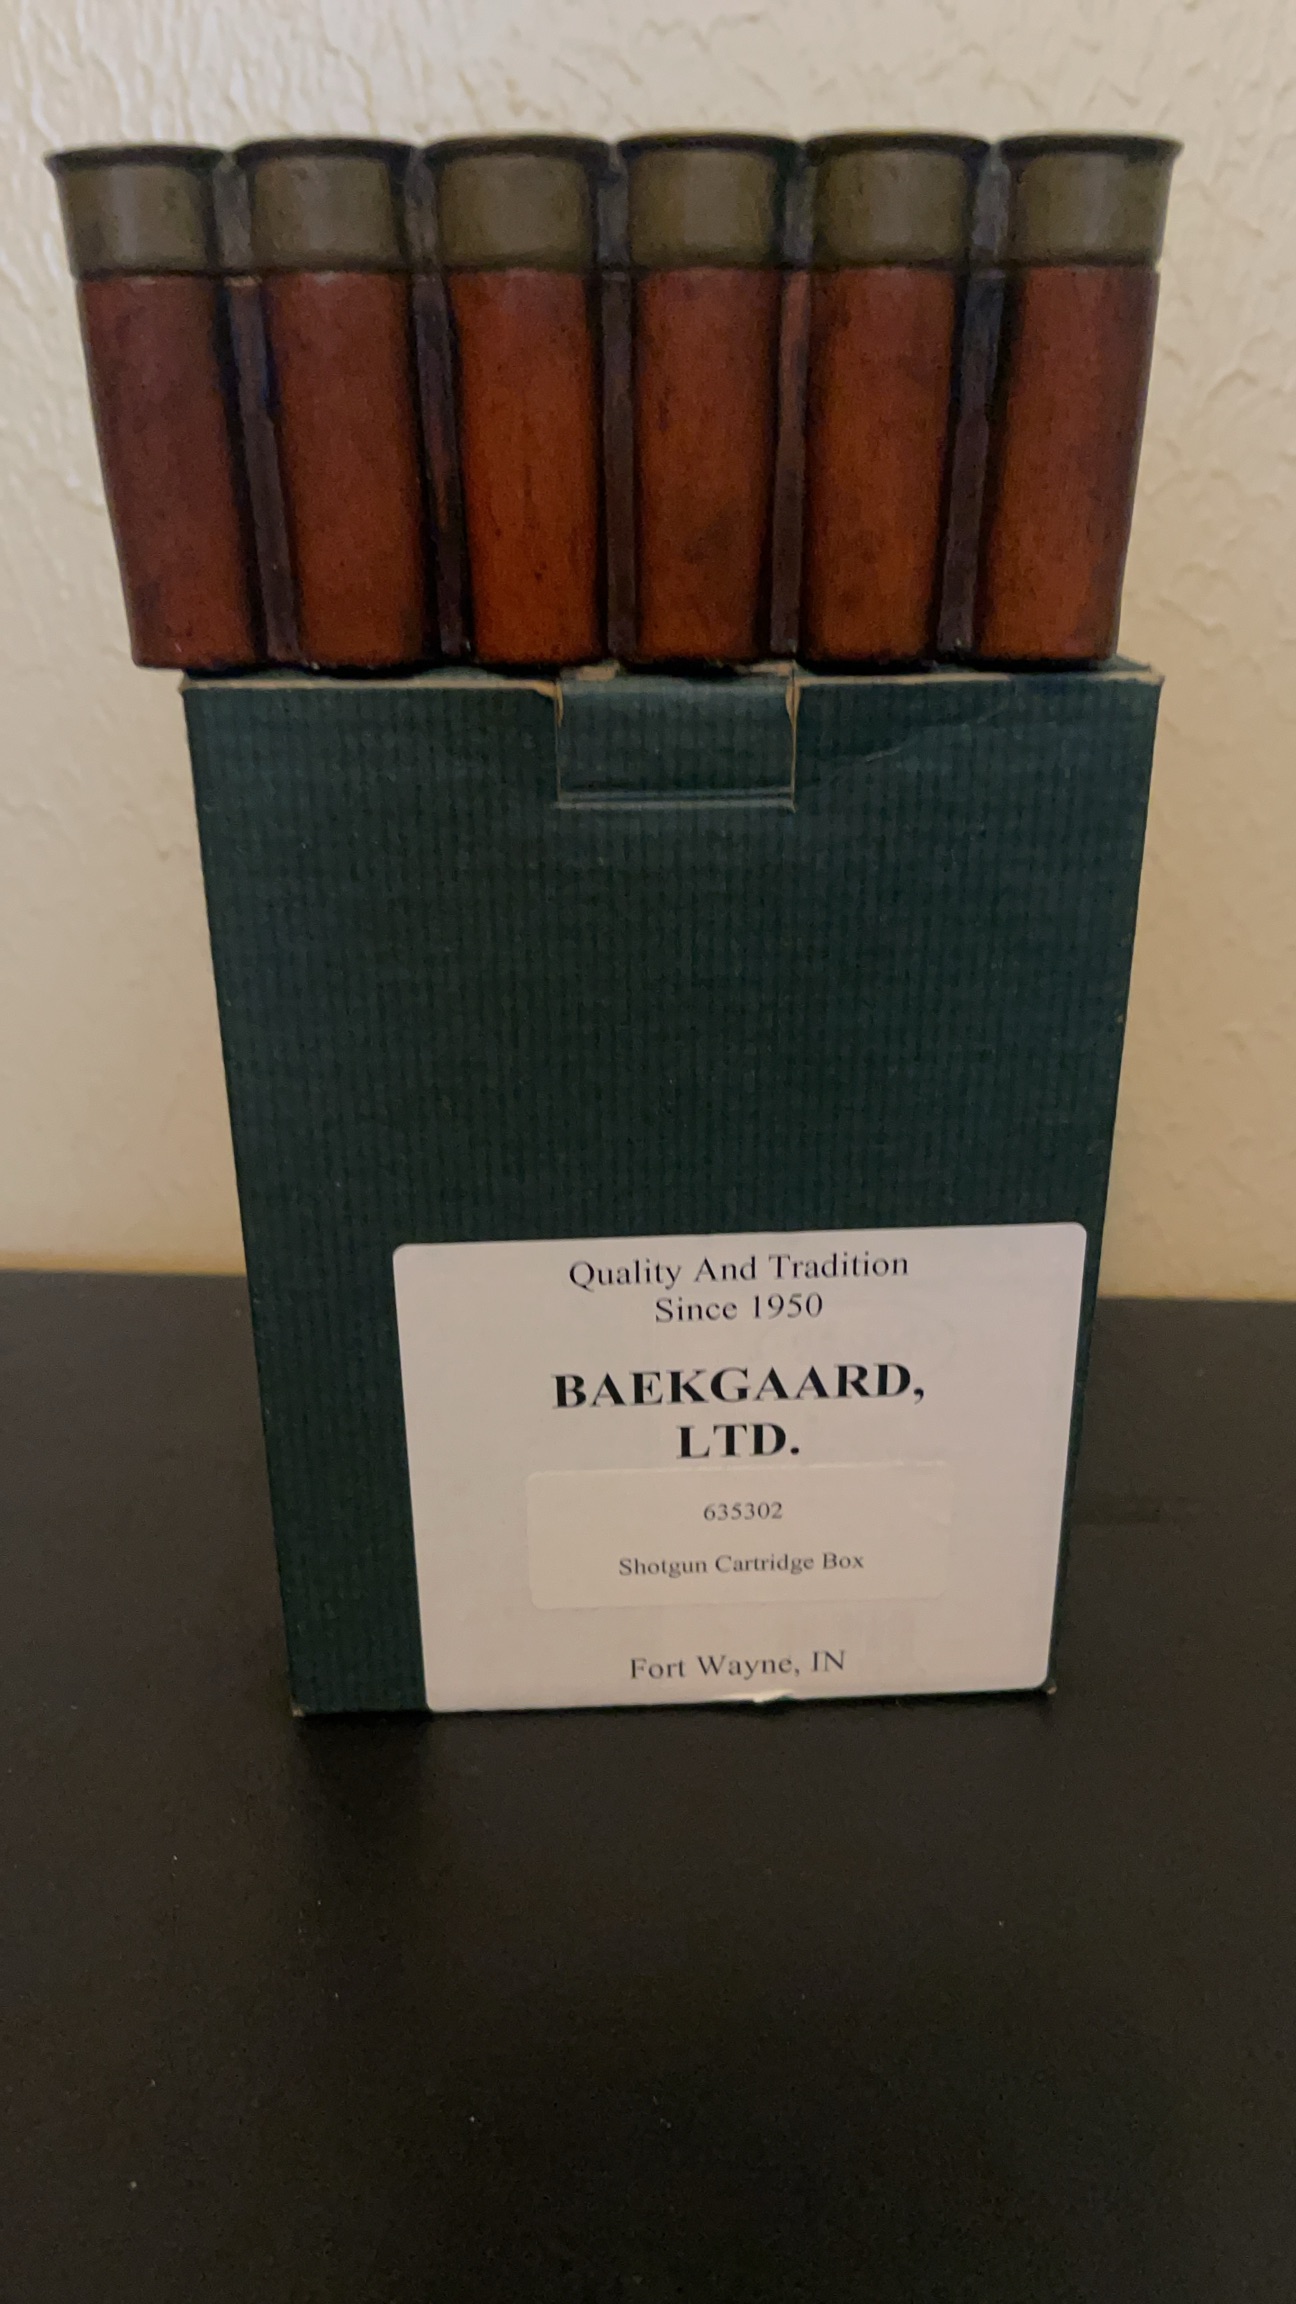 Quality And Tradition
Since 1950
BAEKGAARD,
LTD.
635302
Shotgun Cartridge Box
Fort Wayne, IN